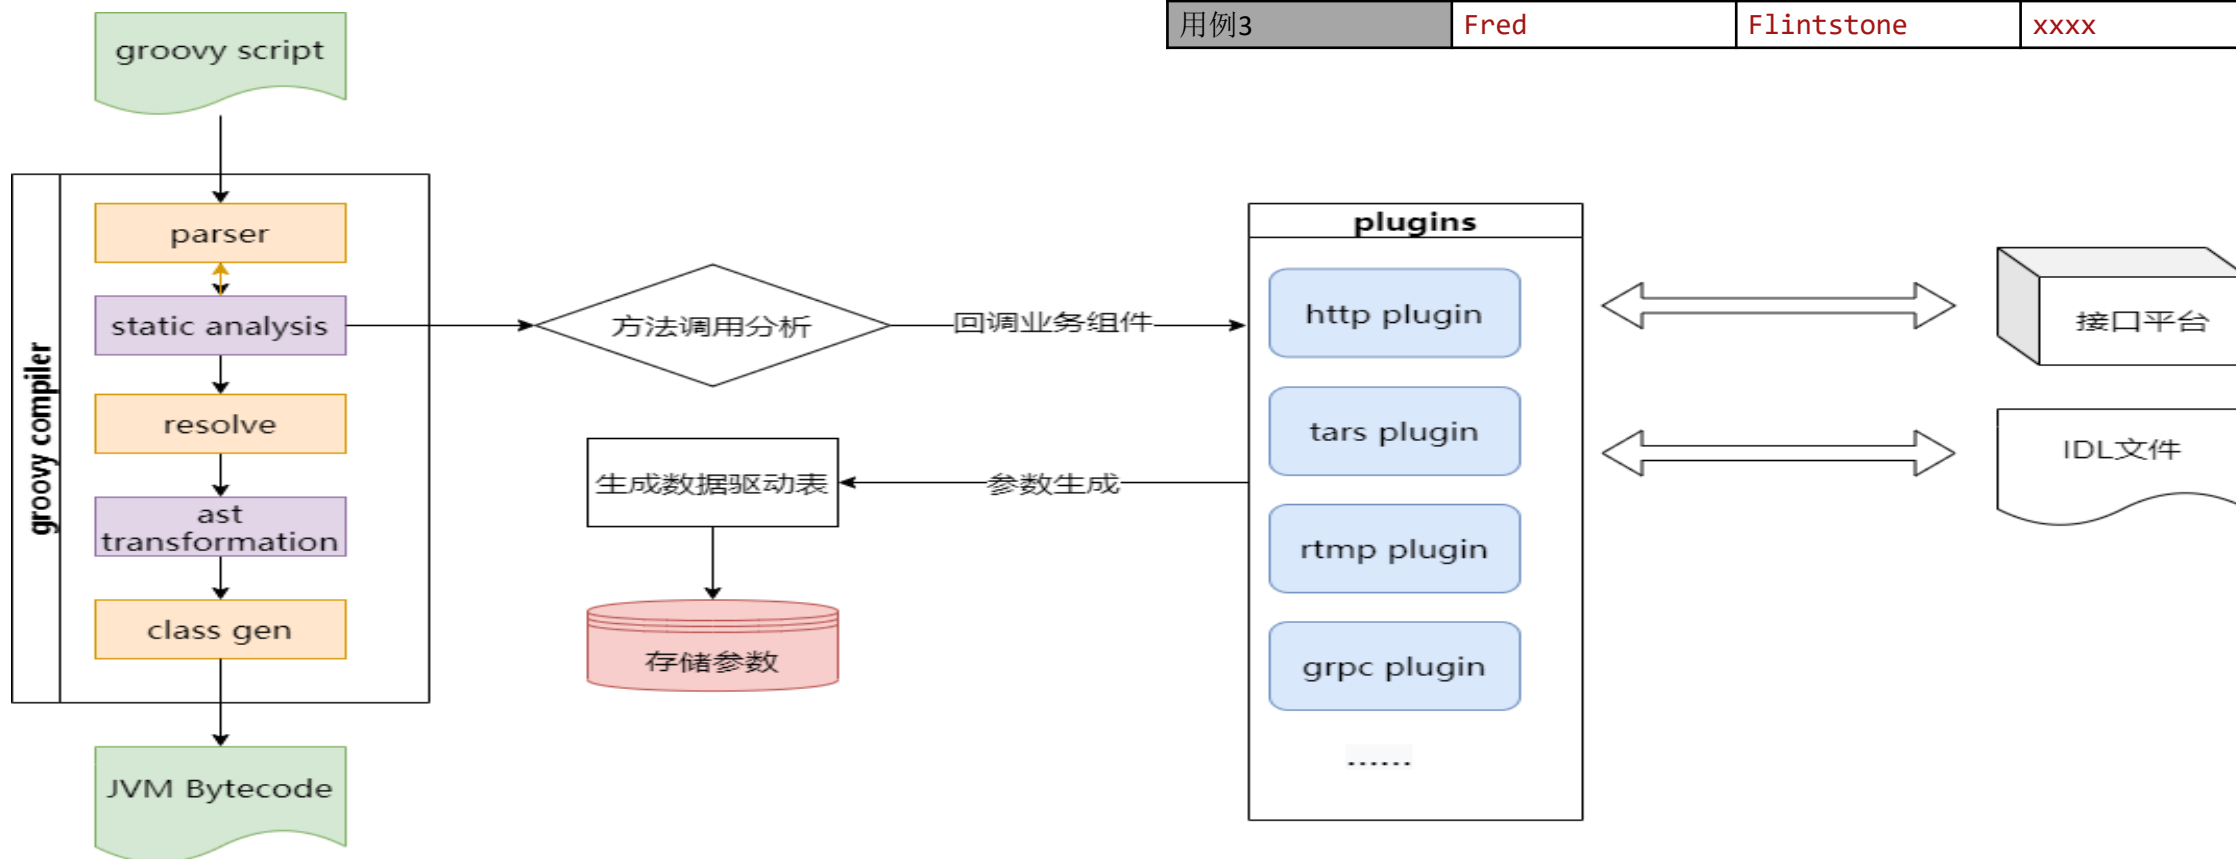 用例3 Fred Flintstone xxxx
groovy script
groovy compiler
parser
static analysis
resolve
ast
transformation
class gen
JVM Bytecode
方法调用分析
回调业务组件
生成数据驱动表
参数生成
存储参数
plugins
http plugin
tars plugin
rtmp plugin
grpc plugin
......
接口平台
IDL文件